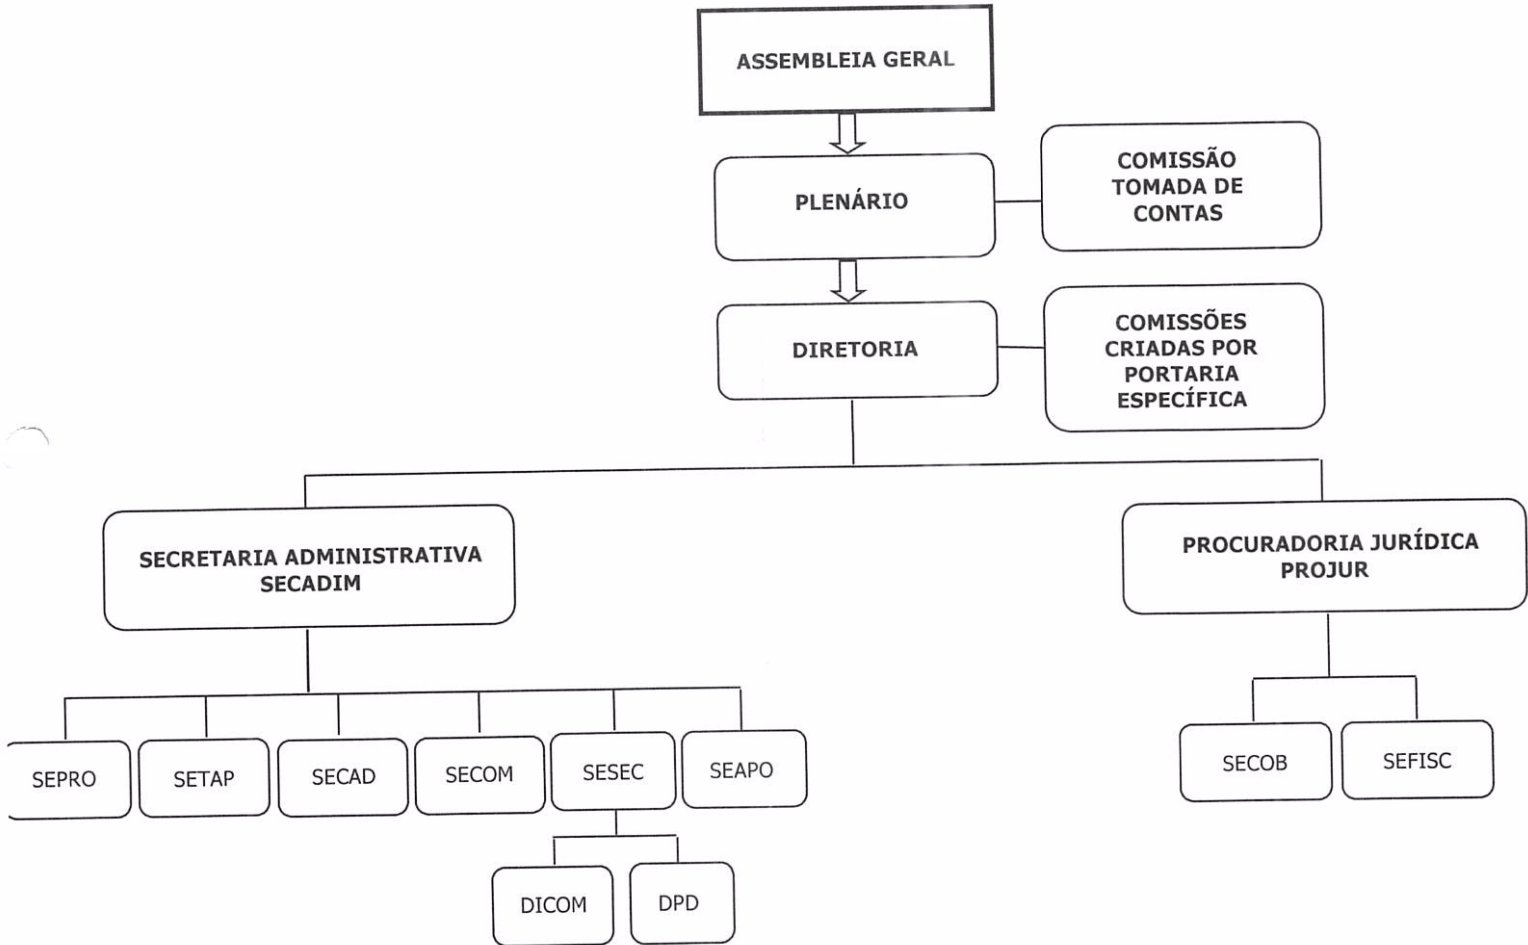 ASSEMBLEIA GERAL
PLENÁRIO
COMISSÃO
TOMADA DE
CONTAS
DIRETORIA
COMISSÕES
CRIADAS POR
PORTARIA
ESPECÍFICA
SECRETARIA ADMINISTRATIVA
SECADIM
PROCURADORIA JURÍDICA
PROJUR
SEPRO
SETAP
SECAD
SECOM
SESEC
SEAPO
SECOB
SEFISC
DICOM
DPD